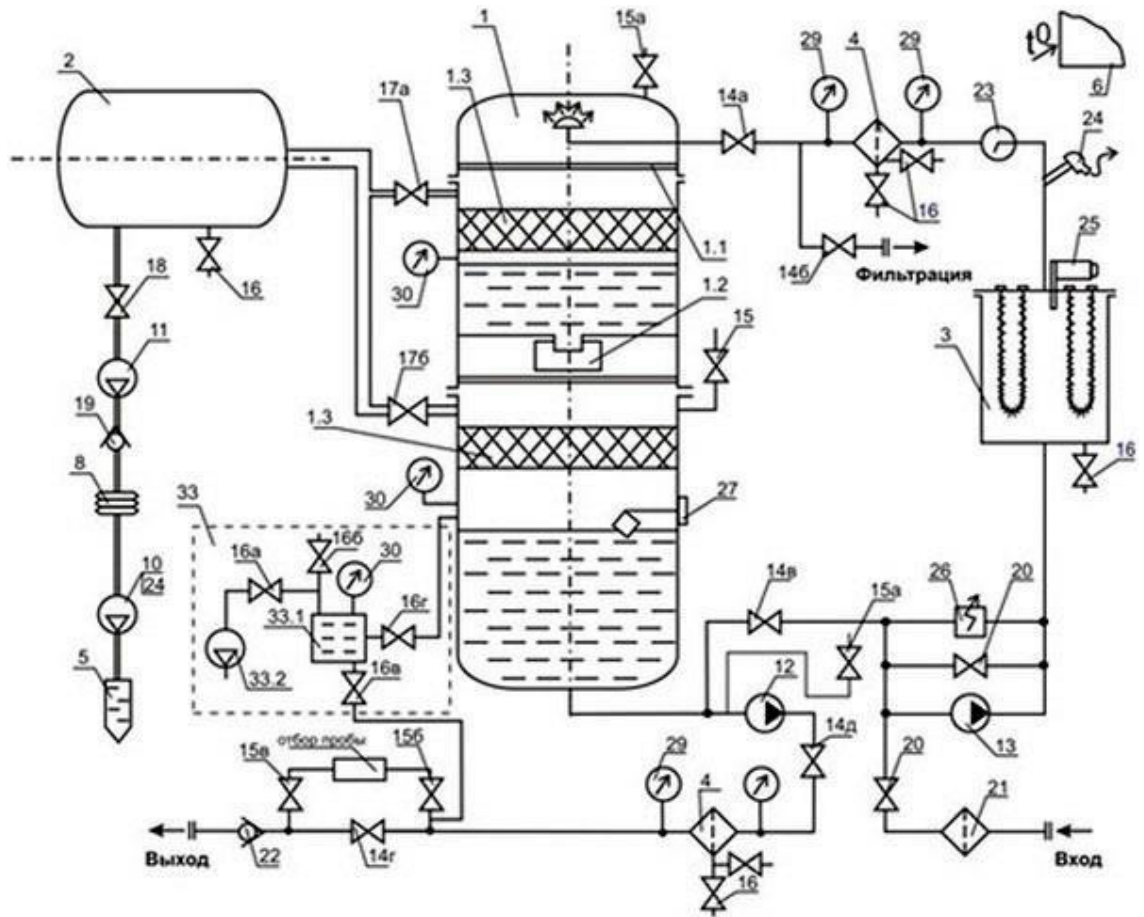 1
15а
29
4
29
tQ
6
2
1.3
17а
14а
23
24
16
1.1
25
18
16
30
14б
Фильтрация
1.2
11
15
3
17б
19
1.3
16
8
30
27
33
16а
16б
30
14в
15а
26
20
10
24
33.1
16г
5
33.2
16в
12
13
отбор пробы
15в
15б
29
14д
20
4
21
Выход
22
14г
16
Вход